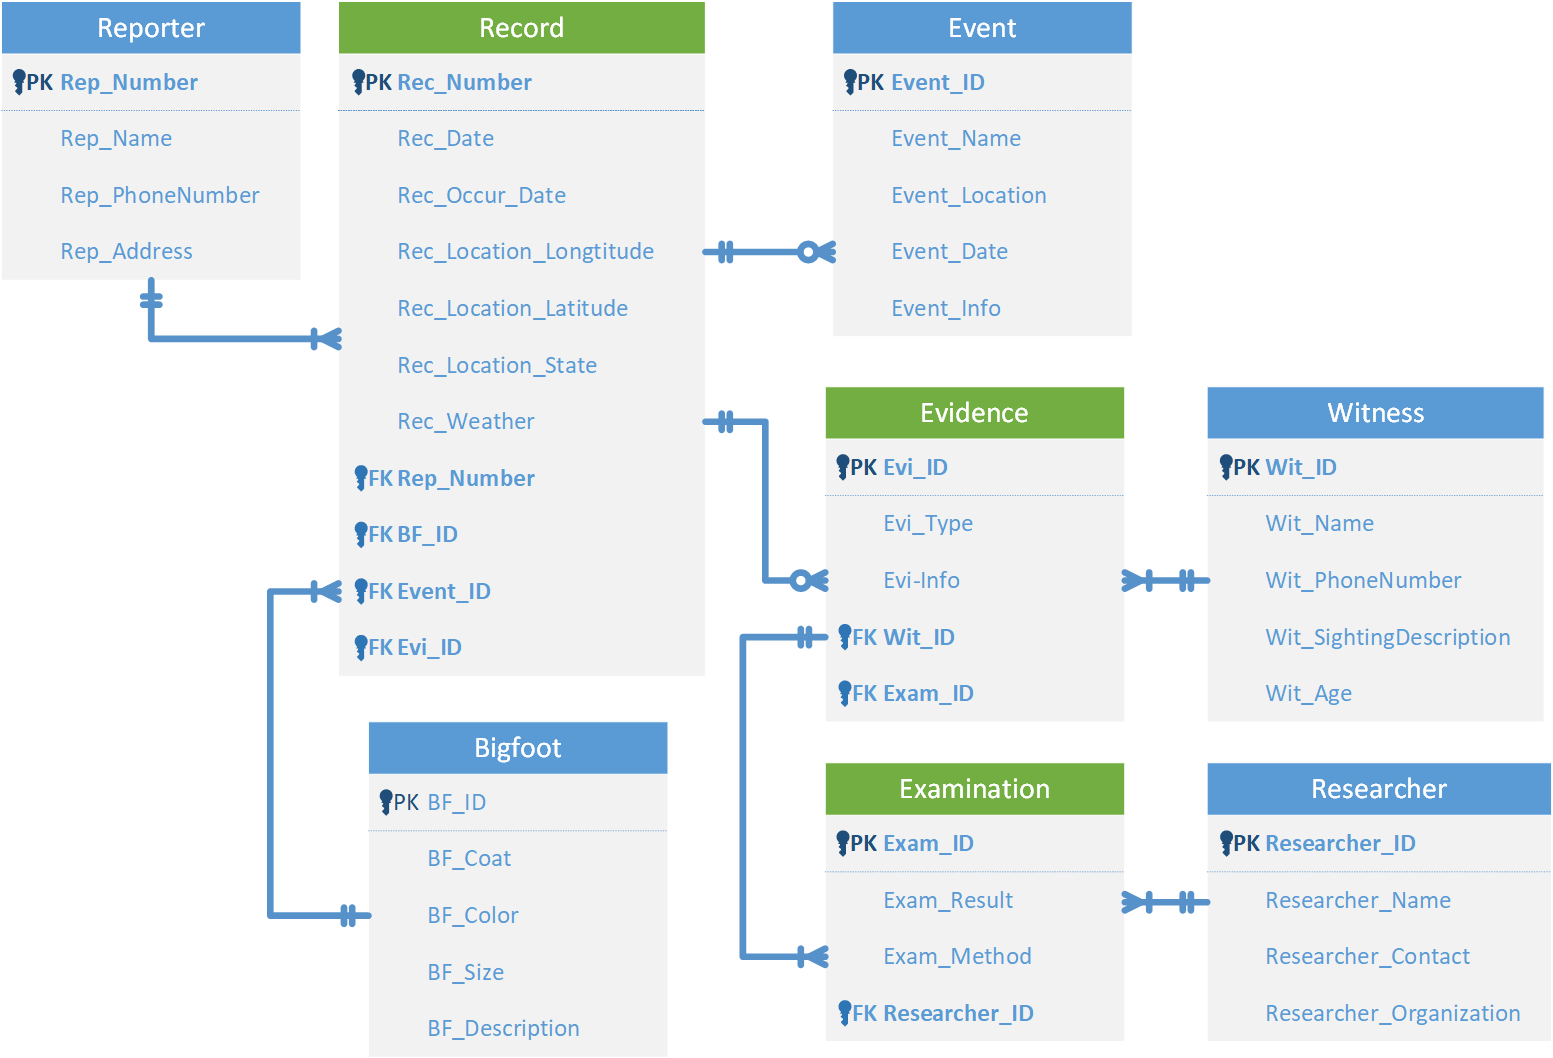 Reporter
PK Rep_Number
Rep_Name
Rep_PhoneNumber
Rep_Address
Record
PK Rec_Number
Rec_Date
Rec_Occur_Date
Rec_Location_Longtitude
Rec_Location_Latitude
Rec_Location_State
Rec_Weather
FK Rep_Number
FK BF_ID
FK Event_ID
FK Evi_ID
Event
PK Event_ID
Event_Name
Event_Location
Event_Date
Event_Info
Evidence
PK Evi_ID
Evi_Type
Evi-Info
FK Wit_ID
FK Exam_ID
Witness
PK Wit_ID
Wit_Name
Wit_PhoneNumber
Wit_SightingDescription
Wit_Age
Bigfoot
PK BF_ID
BF_Coat
BF_Color
BF_Size
BF_Description
Examination
PK Exam_ID
Exam_Result
Exam_Method
FK Researcher_ID
Researcher
PK Researcher_ID
Researcher_Name
Researcher_Contact
Researcher_Organization